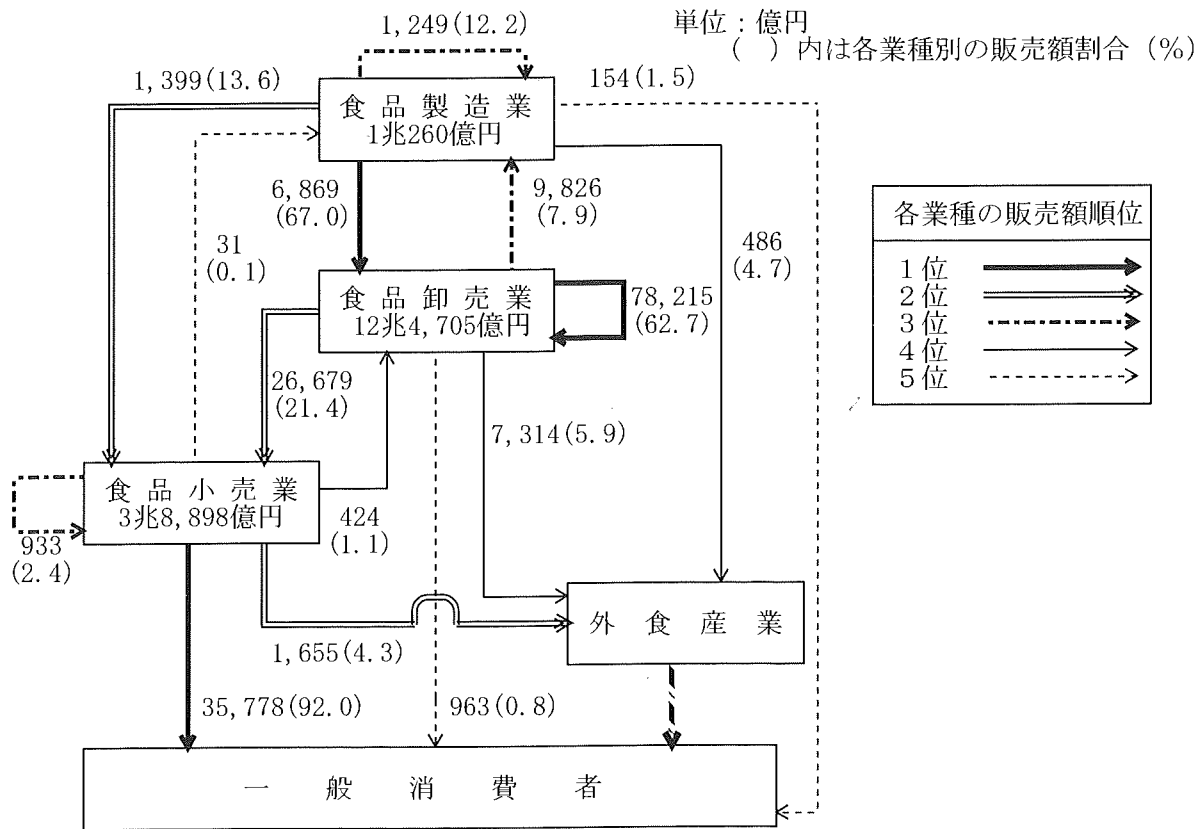 1,249(12.2)
単位：億円
（　）内は各業種別の販売額割合（%）
1,399(13.6)
154(1.5)
食品製造業
1兆260億円
6,869
(67.0)
9,826
(7.9)
31
(0.1)
486
(4.7)
各業種の販売額順位
1位
2位
3位
4位
5位
食品卸売業
12兆4,705億円
78,215
(62.7)
26,679
(21.4)
7,314(5.9)
食品小売業
3兆8,898億円
424
(1.1)
933
(2.4)
外食産業
1,655(4.3)
35,778(92.0)
963(0.8)
一般消費者